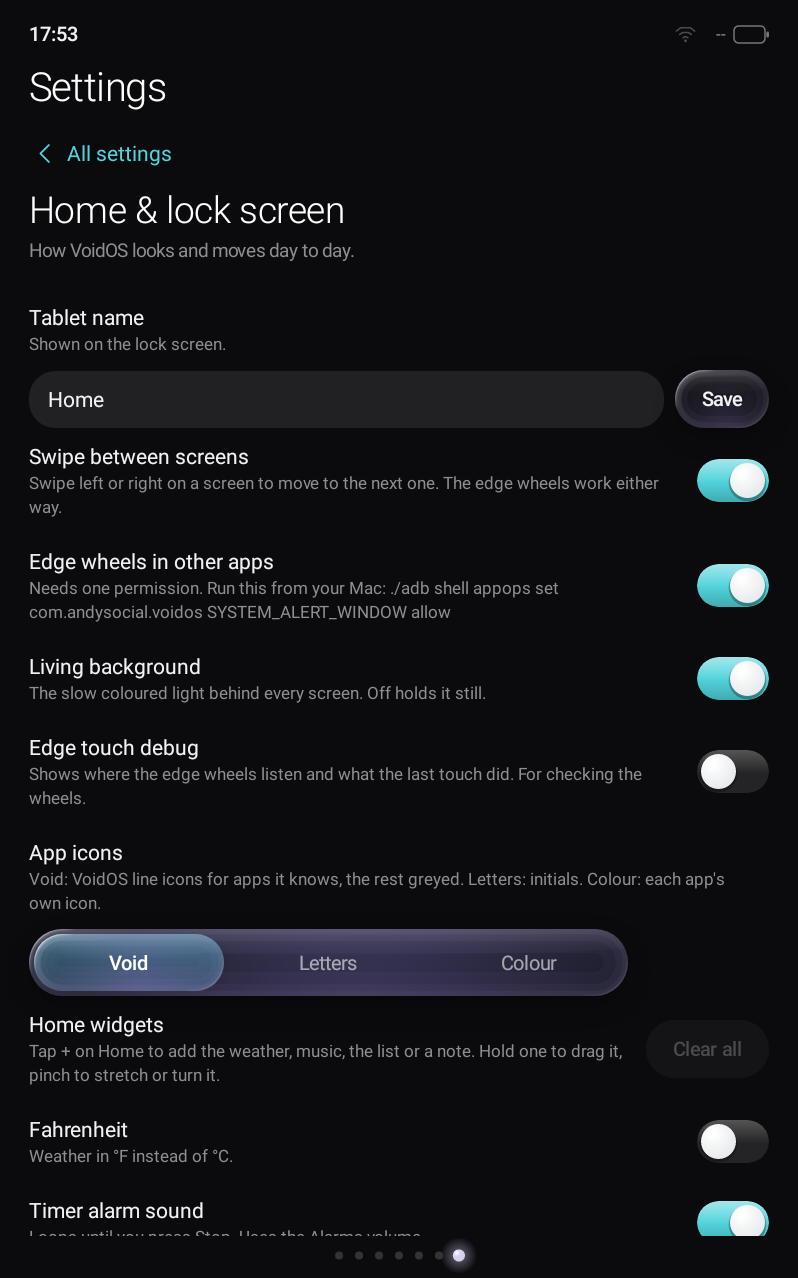 17:53
--
Settings
All settings
Home & lock screen
How VoidOS looks and moves day to day.
Tablet name
Shown on the lock screen.
Home
Save
Swipe between screens
Swipe left or right on a screen to move to the next one. The edge wheels work either
way.
Edge wheels in other apps
Needs one permission. Run this from your Mac: ./adb shell appops set
com.andysocial.voidos SYSTEM_ALERT_WINDOW allow
Living background
The slow coloured light behind every screen. Off holds it still.
Edge touch debug
Shows where the edge wheels listen and what the last touch did. For checking the
wheels.
App icons
Void: VoidOS line icons for apps it knows, the rest greyed. Letters: initials. Colour: each app's
own icon.
Void
Letters
Colour
Home widgets
Tap + on Home to add the weather, music, the list or a note. Hold one to drag it,
pinch to stretch or turn it.
Clear all
Fahrenheit
Weather in °F instead of °C.
Timer alarm sound